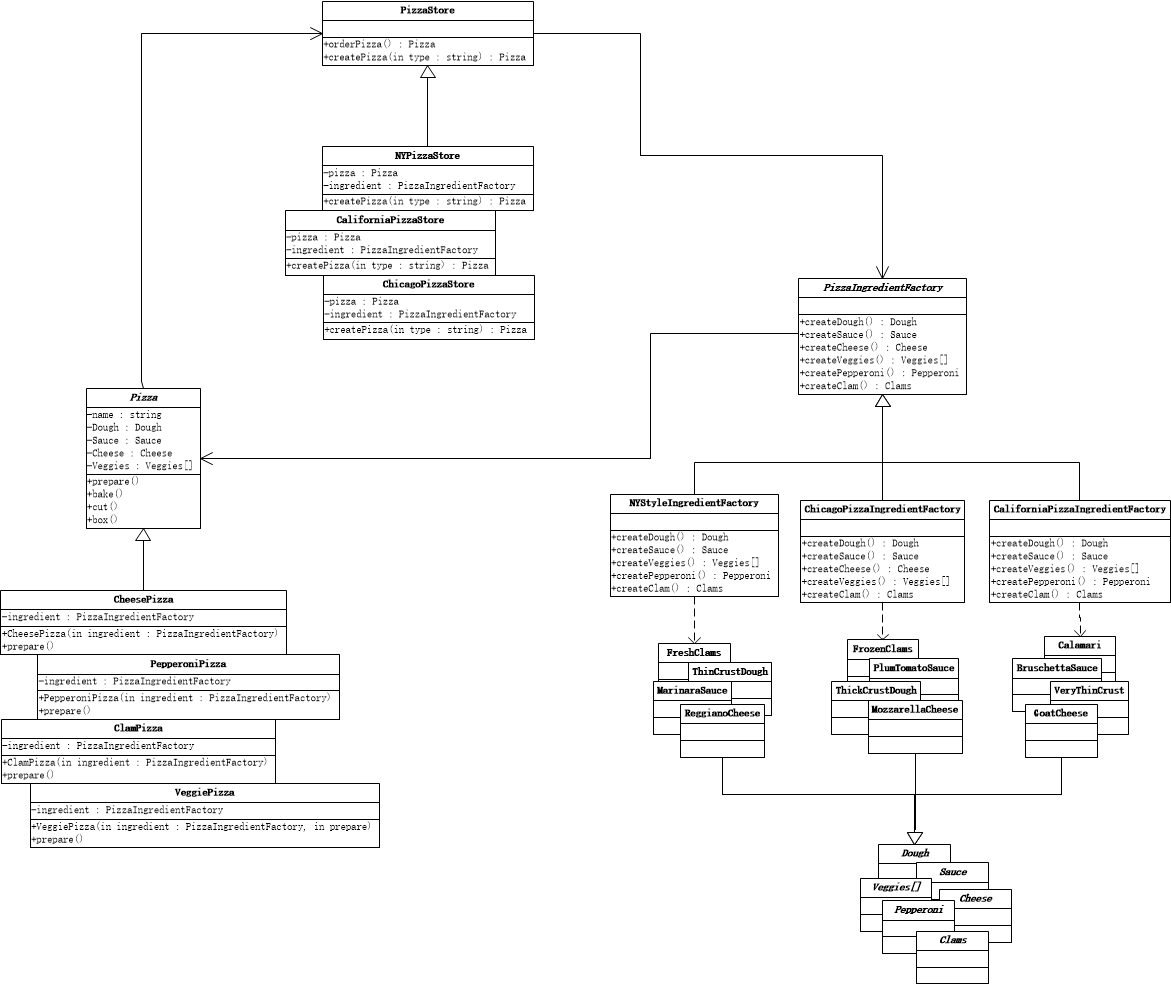 PizzaStore
+orderPizza() : Pizza
+createPizza(in type : string) : Pizza
NYPizzaStore
-pizza : Pizza
-ingredient : PizzaIngredientFactory
+createPizza(in type : string) : Pizza
CaliforniaPizzaStore
-pizza : Pizza
-ingredient : PizzaIngredientFactory
+createPizza(in type : string) : Pizza
ChicagoPizzaStore
-pizza : Pizza
-ingredient : PizzaIngredientFactory
+createPizza(in type : string) : Pizza
PizzaIngredientFactory
+createDough() : Dough
+createSauce() : Sauce
+createCheese() : Cheese
+createVeggies() : Veggies[]
+createPepperoni() : Pepperoni
+createClam() : Clams
Pizza
-name : string
-Dough : Dough
-Sauce : Sauce
-Cheese : Cheese
-Veggies : Veggies[]
+prepare()
+bake()
+cut()
+box()
NYStyleIngredientFactory
+createDough() : Dough
+createSauce() : Sauce
+createVeggies() : Veggies[]
+createPepperoni() : Pepperoni
+createClam() : Clams
ChicagoPizzaIngredientFactory
+createDough() : Dough
+createSauce() : Sauce
+createCheese() : Cheese
+createVeggies() : Veggies[]
+createClam() : Clams
CaliforniaPizzaIngredientFactory
+createDough() : Dough
+createSauce() : Sauce
+createVeggies() : Veggies[]
+createPepperoni() : Pepperoni
+createClam() : Clams
CheesePizza
-ingredient : PizzaIngredientFactory
+CheesePizza(in ingredient : PizzaIngredientFactory)
+prepare()
PepperoniPizza
-ingredient : PizzaIngredientFactory
+PepperoniPizza(in ingredient : PizzaIngredientFactory)
+prepare()
ClamPizza
-ingredient : PizzaIngredientFactory
+ClamPizza(in ingredient : PizzaIngredientFactory)
+prepare()
VeggiePizza
-ingredient : PizzaIngredientFactory
+VeggiePizza(in ingredient : PizzaIngredientFactory, in prepare)
+prepare()
FreshClams
ThinCrustDough
MarinaraSauce
ReggianoCheese
FrozenClams
PlumTomatoSauce
ThickCrustDough
MozzarellaCheese
Calamari
BruschettaSauce
VeryThinCrust
GoatCheese
Dough
Sauce
Veggies[]
Cheese
Pepperoni
Clams